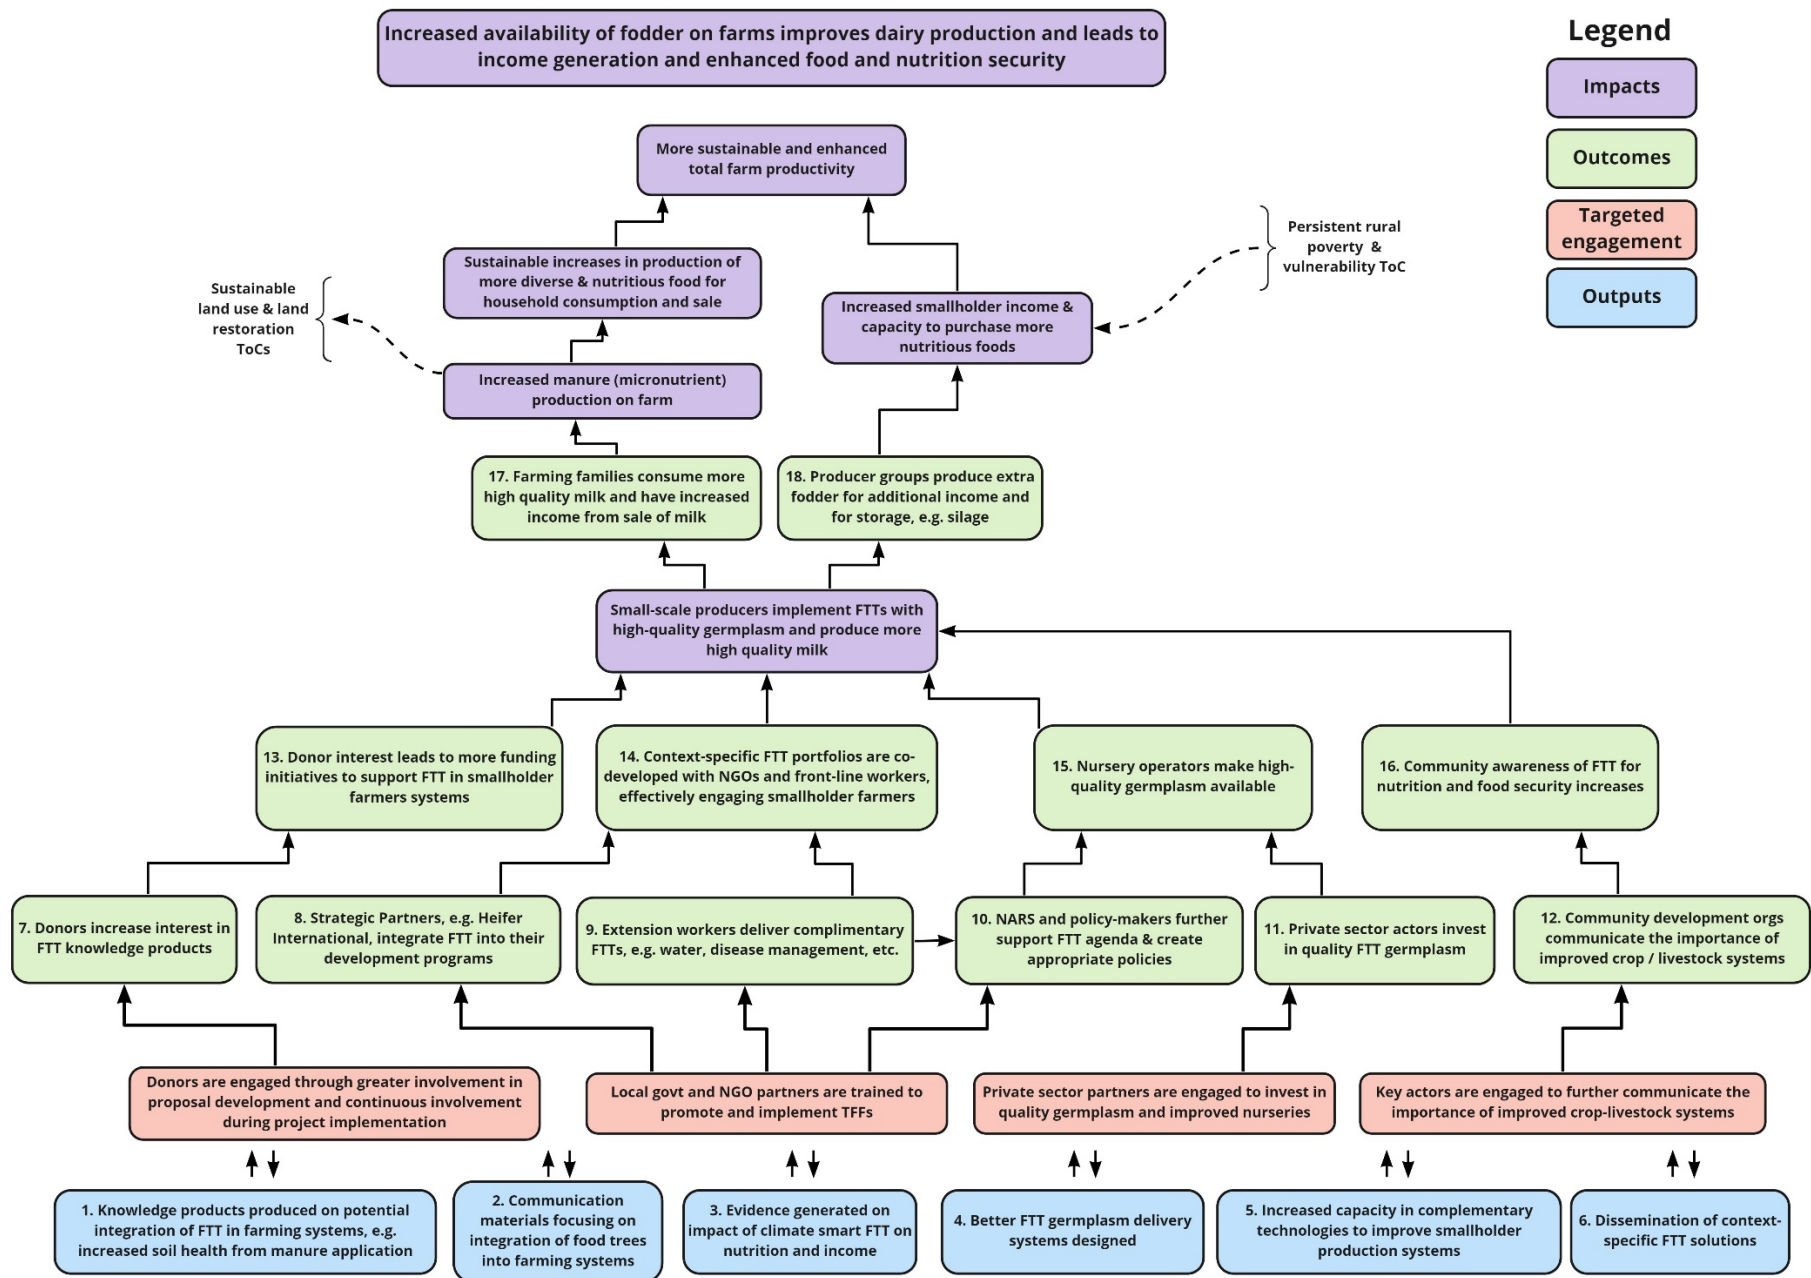 Increased availability of fodder on farms improves dairy production and leads to
income generation and enhanced food and nutrition security
Legend
Impacts
Outcomes
Targeted
engagement
Outputs
More sustainable and enhanced
total farm productivity
Sustainable increases in production of
more diverse & nutritious food for
household consumption and sale
Persistent rural
poverty &
vulnerability ToC
Sustainable
land use & land
restoration
ToCs
Increased smallholder income &
capacity to purchase more
nutritious foods
Increased manure (micronutrient)
production on farm
17. Farming families consume more
high quality milk and have increased
income from sale of milk
18. Producer groups produce extra
fodder for additional income and
for storage, e.g. silage
Small-scale producers implement FTTs with
high-quality germplasm and produce more
high quality milk
13. Donor interest leads to more funding
initiatives to support FTT in smallholder
farmers systems
14. Context-specific FTT portfolios are co-
developed with NGOs and front-line workers,
effectively engaging smallholder farmers
15. Nursery operators make high-
quality germplasm available
16. Community awareness of FTT for
nutrition and food security increases
7. Donors increase interest in
FTT knowledge products
8. Strategic Partners, e.g. Heifer
International, integrate FTT into their
development programs
9. Extension workers deliver complimentary
FTTs, e.g. water, disease management, etc.
10. NARS and policy-makers further
support FTT agenda & create
appropriate policies
11. Private sector actors invest
in quality FTT germplasm
12. Community development orgs
communicate the importance of
improved crop / livestock systems
Donors are engaged through greater involvement in
proposal development and continuous involvement
during project implementation
Local govt and NGO partners are trained to
promote and implement TFFs
Private sector partners are engaged to invest in
quality germplasm and improved nurseries
Key actors are engaged to further communicate the
importance of improved crop-livestock systems
1. Knowledge products produced on potential
integration of FTT in farming systems, e.g.
increased soil health from manure application
2. Communication
materials focusing on
integration of food trees
into farming systems
3. Evidence generated on
impact of climate smart FTT on
nutrition and income
4. Better FTT germplasm delivery
systems designed
5. Increased capacity in complementary
technologies to improve smallholder
production systems
6. Dissemination of context-
specific FTT solutions